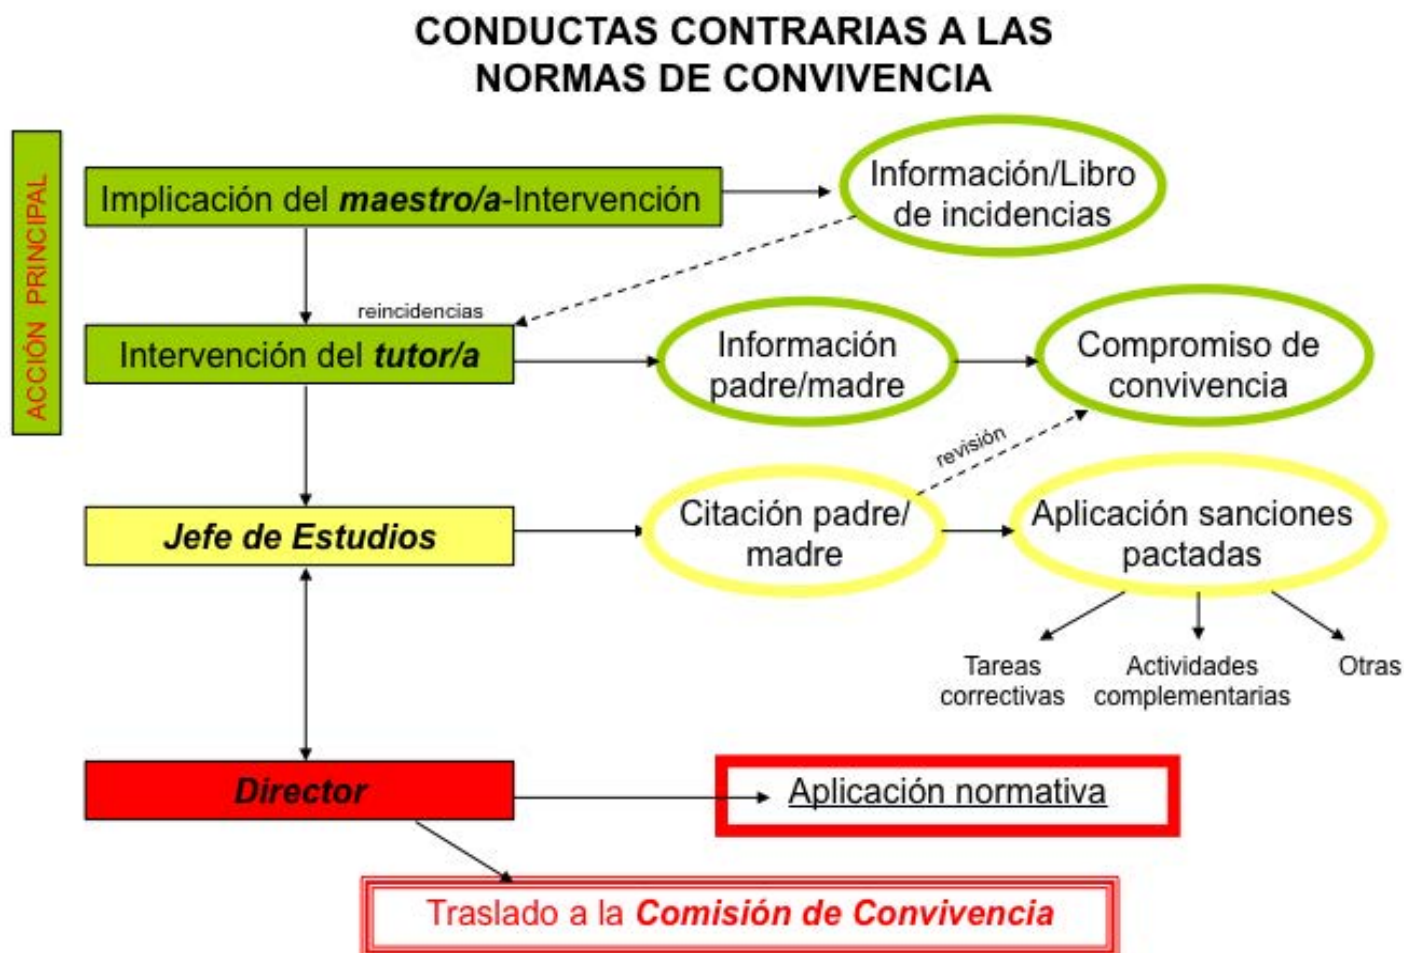 CONDUCTAS CONTRARIAS A LAS
NORMAS DE CONVIVENCIA
ACCIÓN PRINCIPAL
Implicación del maestro/a-Intervención
Información/Libro
de incidencias
reincidencias
Intervención del tutor/a
Información
padre/madre
Compromiso de
convivencia
revisión
Jefe de Estudios
Citación padre/
madre
Aplicación sanciones
pactadas
Tareas
correctivas
Actividades
complementarias
Otras
Director
Aplicación normativa
Traslado a la Comisión de Convivencia